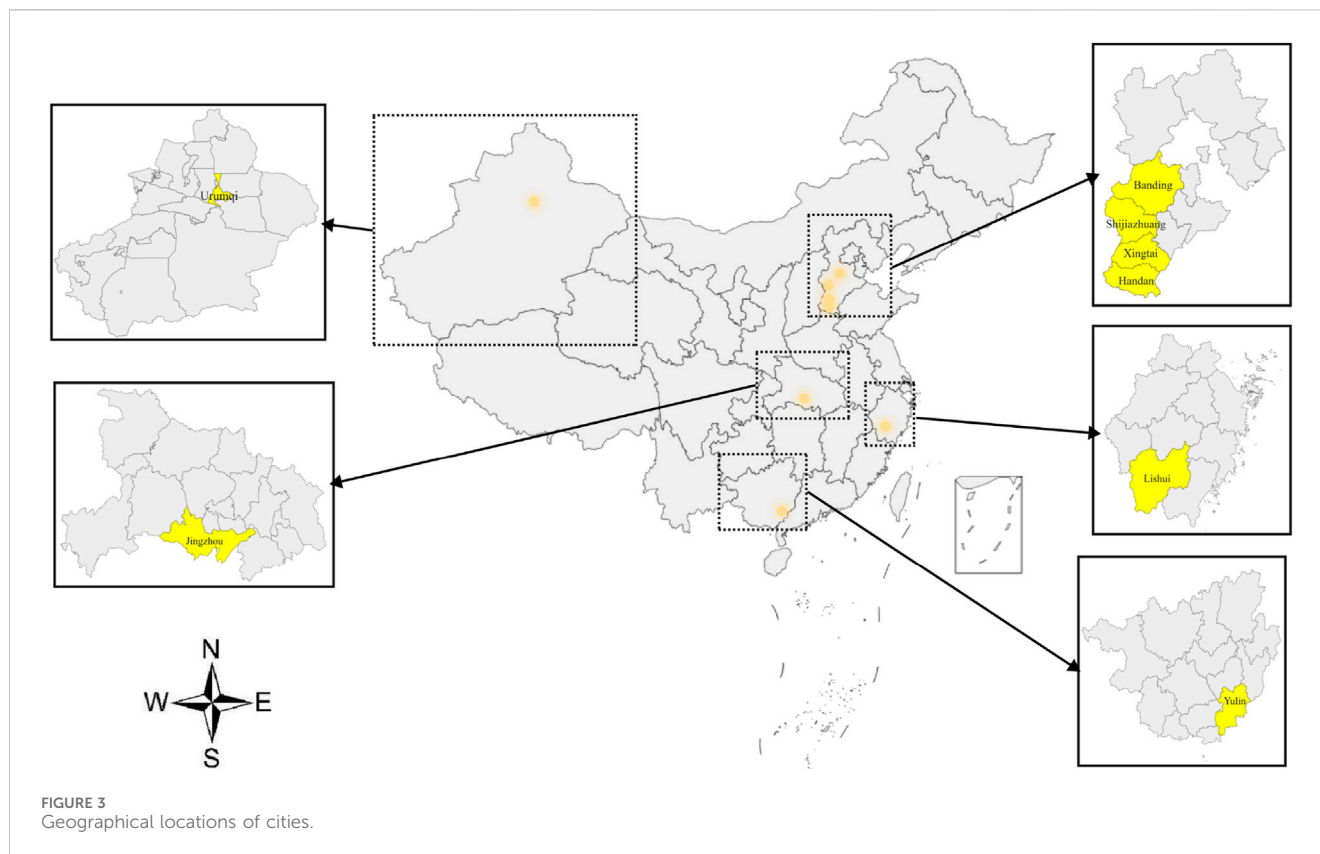 Urumqi
Banding
Shijiazhuang
Xingtai
Handan
Jingzhou
Lishui
Yulin
N
W E
S
FIGURE 3
Geographical locations of cities.